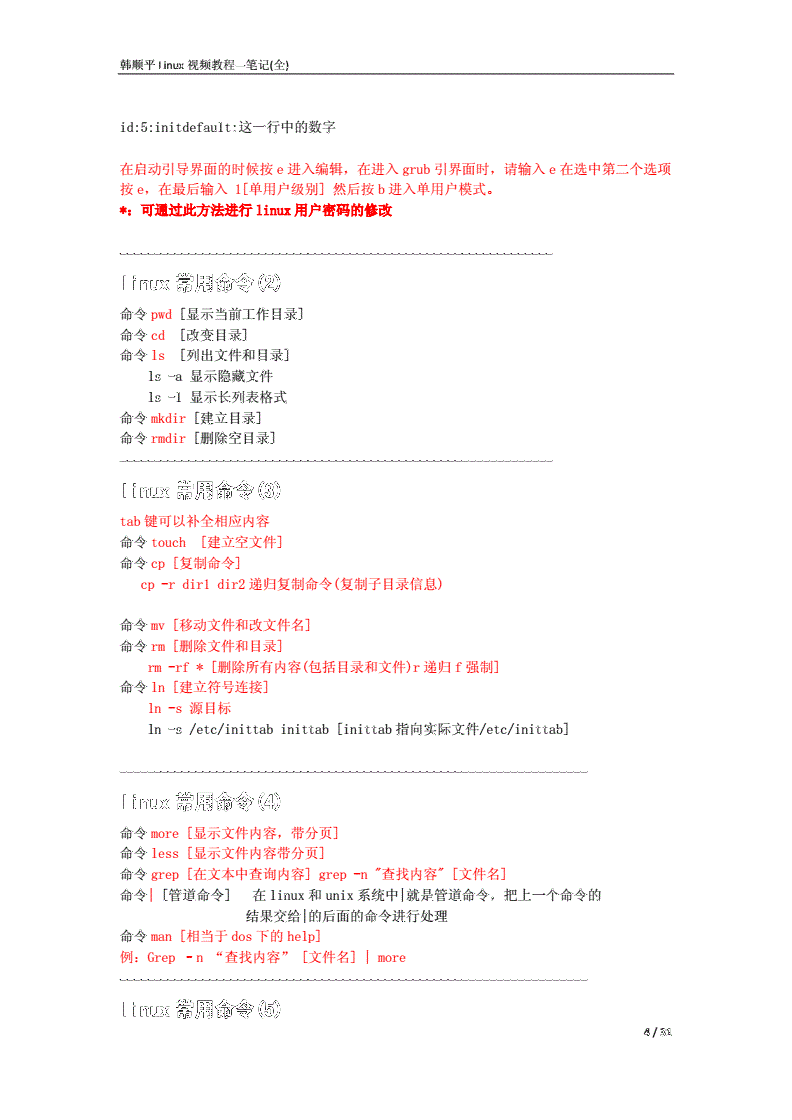 韩顺平 linux 视频教程—笔记(全)
id:5:initdefault:这一行中的数字
在启动引导界面的时候按 e 进入编辑，在进入 grub 引界面时，请输入 e 在选中第二个选项
按 e，在最后输入 1[单用户级别] 然后按 b 进入单用户模式。
*：可通过此方法进行 linux 用户密码的修改
linux 常用命令(2)
命令 pwd [显示当前工作目录]
命令 cd [改变目录]
命令 ls [列出文件和目录]
ls –a 显示隐藏文件
ls –l 显示长列表格式
命令 mkdir [建立目录]
命令 rmdir [删除空目录]
linux 常用命令(3)
tab 键可以补全相应内容
命令 touch [建立空文件]
命令 cp [复制命令]
cp -r dir1 dir2 递归复制命令(复制子目录信息)
命令 mv [移动文件和改文件名]
命令 rm [删除文件和目录]
rm -rf * [删除所有内容(包括目录和文件)r 递归 f 强制]
命令 ln [建立符号连接]
ln -s 源目标
ln –s /etc/inittab inittab [inittab 指向实际文件/etc/inittab]
linux 常用命令(4)
命令 more [显示文件内容，带分页]
命令 less [显示文件内容带分页]
命令 grep [在文本中查询内容] grep -n "查找内容" [文件名]
命令| [管道命令] 在 linux 和 unix 系统中|就是管道命令，把上一个命令的
结果交给|的后面的命令进行处理
命令 man [相当于 dos 下的 help]
例：Grep –n “查找内容” [文件名] | more
linux 常用命令(5)